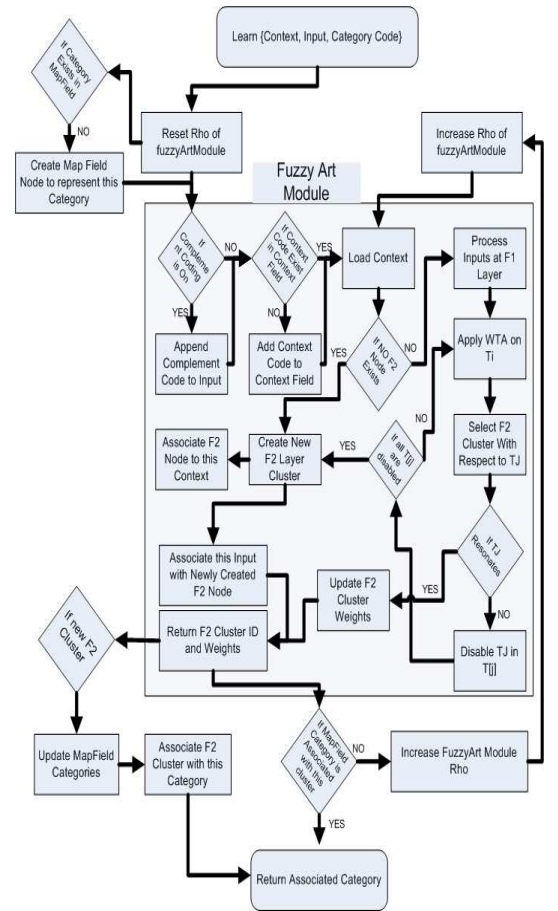 Learn {Context, Input, Category Code}
If Category
Exists in
MapField
NO
Reset Rho of
fuzzyArtModule
Increase Rho of
fuzzyArtModule
Create Map Field
Node to represent this
Category
Fuzzy Art
Module
If
Compleme
nt Coding
is On
NO
YES
If Context
Code Exist
in Context
Field
YES
NO
Load Context
Process
Inputs at F1
Layer
Append
Complement
Code to Input
Add Context
Code to
Context Field
YES
If NO F2
Node
Exists
NO
Apply WTA on
Ti
NO
Associate F2
Node to this
Context
Create New
F2 Layer
Cluster
YES
If all T[j]
are
disabled
Select F2
Cluster With
Respect to TJ
If TJ
Resonates
YES
NO
Associate this Input
with Newly Created
F2 Node
Update F2
Cluster
Weights
If new F2
Cluster
Return F2 Cluster ID
and Weights
Disable TJ in
T[j]
Update MapField
Categories
Associate F2
Cluster with this
Category
If MapField
Category is
Associated
with this
cluster
NO
Increase FuzzyArt Module
Rho
YES
Return Associated Category